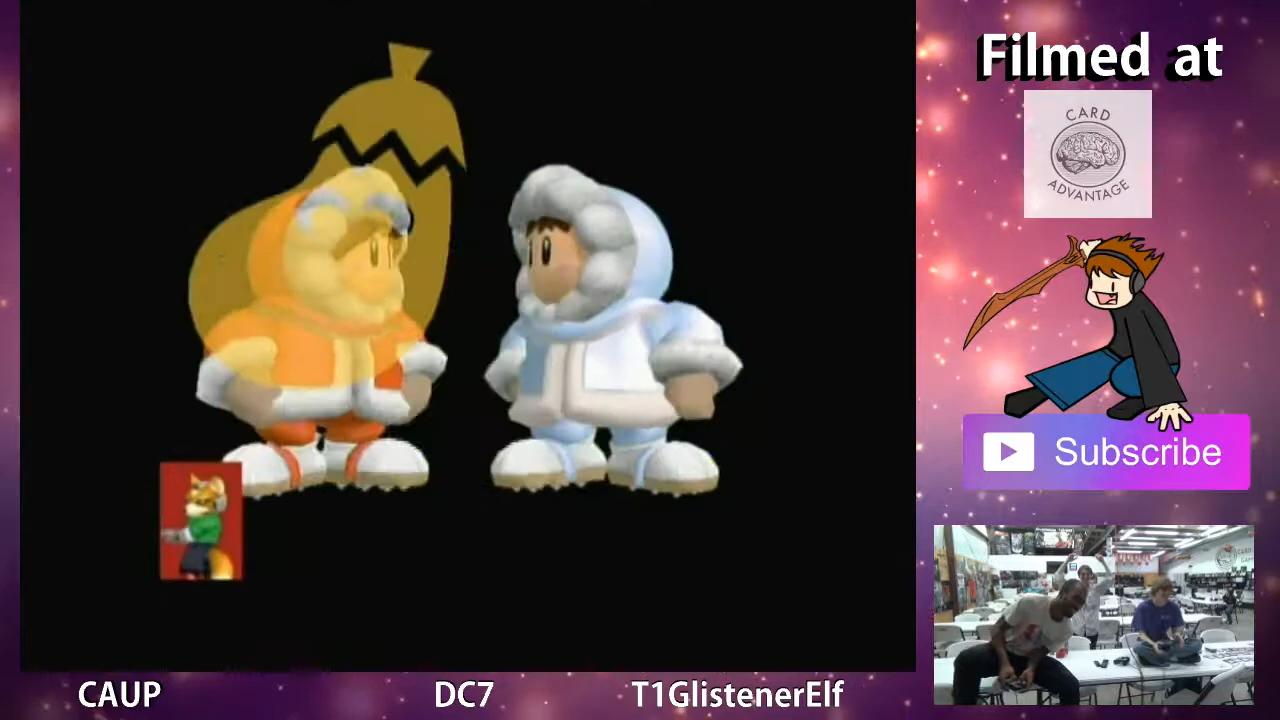 Filmed at
CARD
ADVANTAGE
Subscribe
CAUP
DC7
T1GlistenerElf